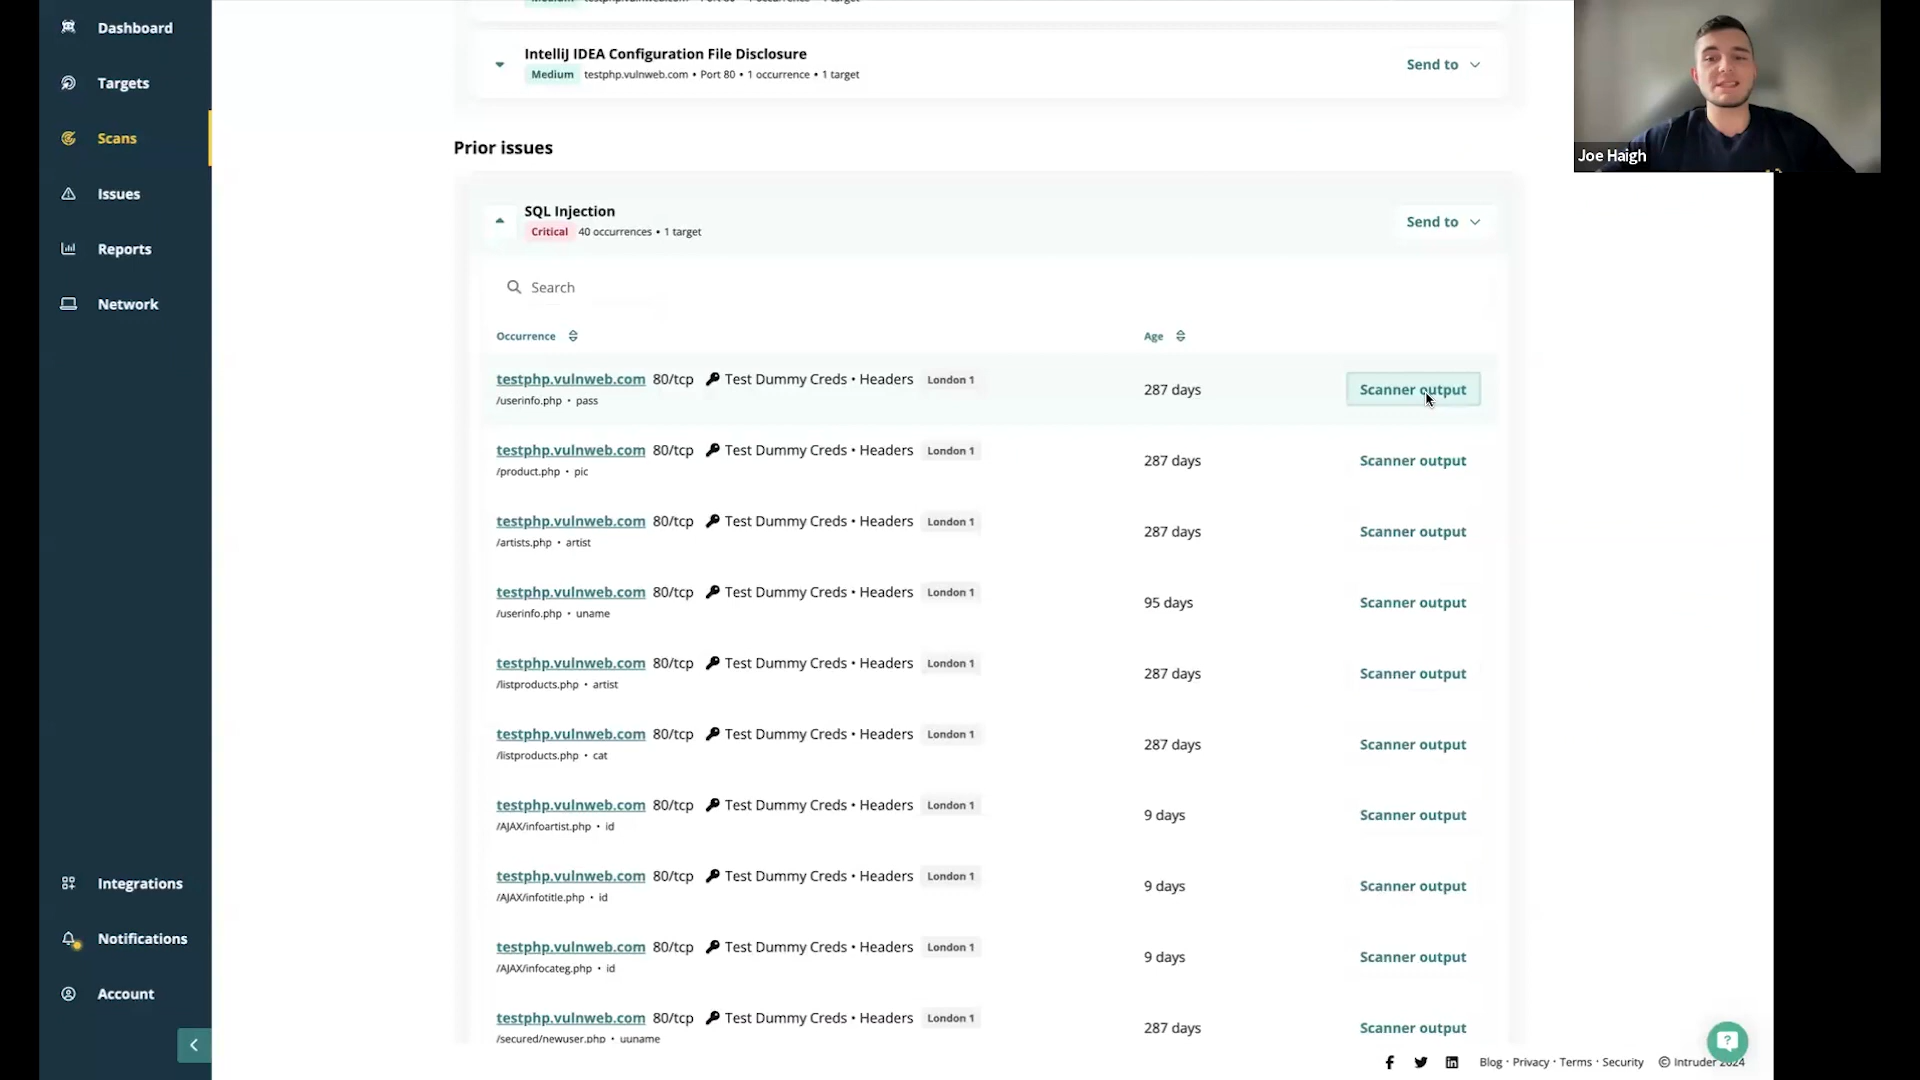 Dashboard
Targets
Scans
Issues
Reports
Network
Integrations
Notifications
Account
IntelliJ IDEA Configuration File Disclosure
Medium testphp.vulnweb.com • Port 80 • 1 occurrence • 1 target
Send to
Joe Haigh
Prior issues
SQL Injection
Critical 40 occurrences • 1 target
Send to
Search
Occurrence Age
testphp.vulnweb.com 80/tcp Test Dummy Creds • Headers London 1
/userinfo.php • pass
287 days Scanner output
testphp.vulnweb.com 80/tcp Test Dummy Creds • Headers London 1
/product.php • pic
287 days Scanner output
testphp.vulnweb.com 80/tcp Test Dummy Creds • Headers London 1
/artists.php • artist
287 days Scanner output
testphp.vulnweb.com 80/tcp Test Dummy Creds • Headers London 1
/userinfo.php • uname
95 days Scanner output
testphp.vulnweb.com 80/tcp Test Dummy Creds • Headers London 1
/listproducts.php • artist
287 days Scanner output
testphp.vulnweb.com 80/tcp Test Dummy Creds • Headers London 1
/listproducts.php • cat
287 days Scanner output
testphp.vulnweb.com 80/tcp Test Dummy Creds • Headers London 1
/AJAX/infoartist.php • id
9 days Scanner output
testphp.vulnweb.com 80/tcp Test Dummy Creds • Headers London 1
/AJAX/infotitle.php • id
9 days Scanner output
testphp.vulnweb.com 80/tcp Test Dummy Creds • Headers London 1
/AJAX/infocateg.php • id
9 days Scanner output
testphp.vulnweb.com 80/tcp Test Dummy Creds • Headers London 1
/secured/newuser.php • uuname
287 days Scanner output
Blog · Privacy · Terms · Security © Intruder 2024